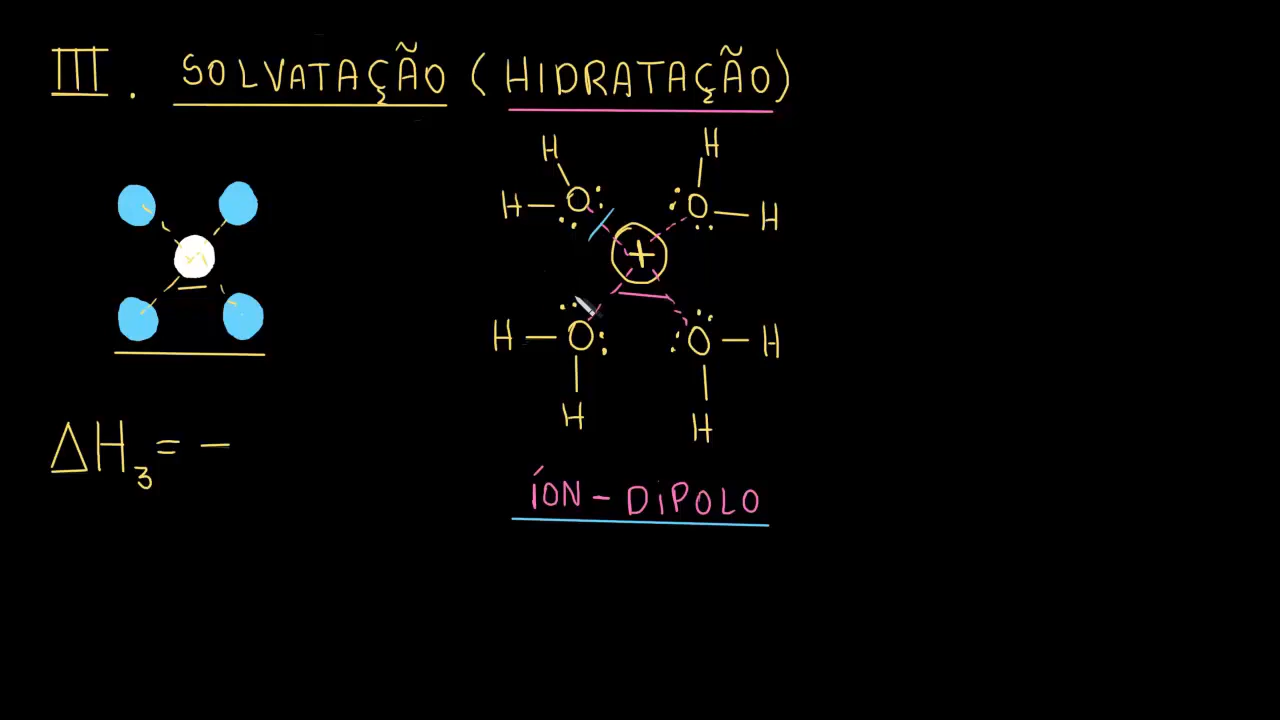 III. SOLVATAÇÃO (HIDRATAÇÃO)
H H
H – O O – H
+
H – O O – H
H H
ΔH₃ = –
ÍON – DIPOLO